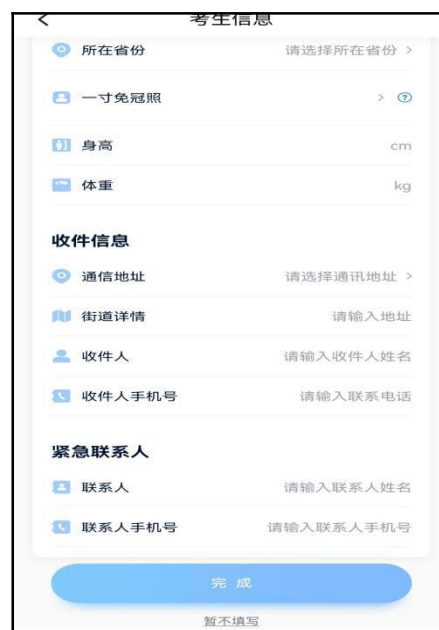 考生信息
所在省份 请选择所在省份 >
一寸免冠照 > ?
身高 cm
体重 kg
收件信息
通信地址 请选择通讯地址 >
街道详情 请输入地址
收件人 请输入收件人姓名
收件人手机号 请输入联系电话
紧急联系人
联系人 请输入联系人姓名
联系人手机号 请输入联系人手机号
完成
暂不填写